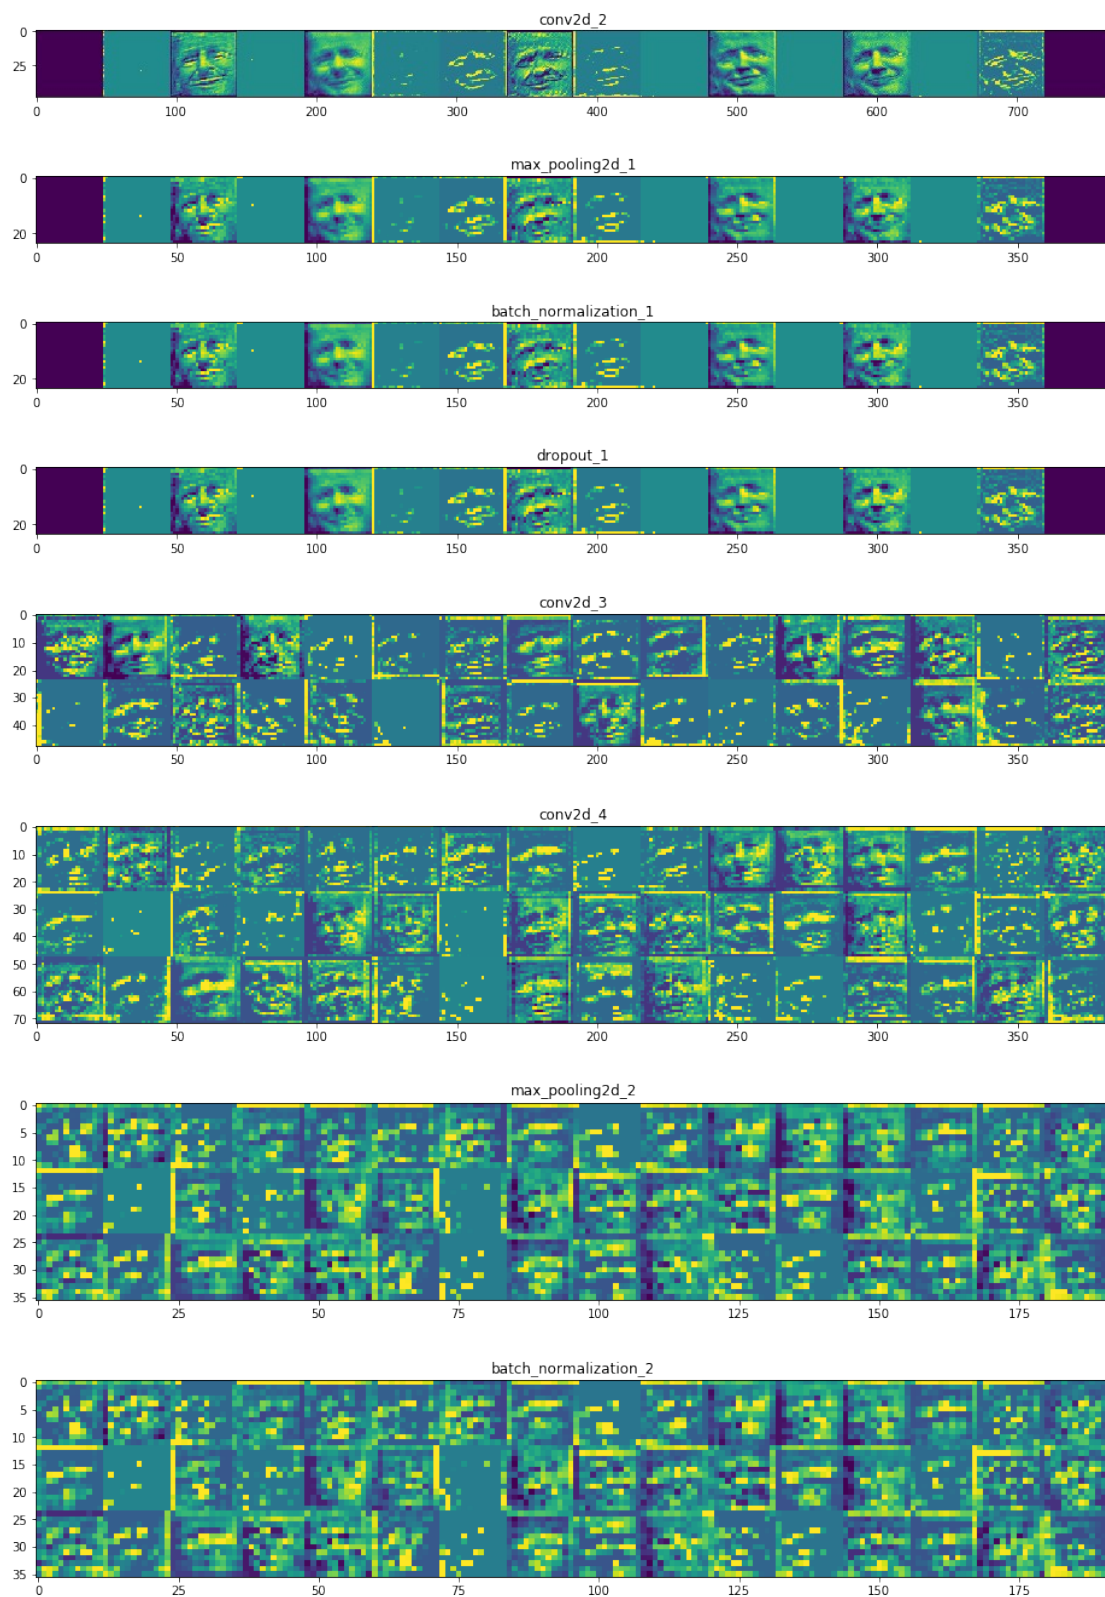 conv2d_2
0
25
0 100 200 300 400 500 600 700
max_pooling2d_1
0
20
0 50 100 150 200 250 300 350
batch_normalization_1
0
20
0 50 100 150 200 250 300 350
dropout_1
0
20
0 50 100 150 200 250 300 350
conv2d_3
0
10
20
30
40
0 50 100 150 200 250 300 350
conv2d_4
0
10
20
30
40
50
60
70
0 50 100 150 200 250 300 350
max_pooling2d_2
0
5
10
15
20
25
30
35
0 25 50 75 100 125 150 175
batch_normalization_2
0
5
10
15
20
25
30
35
0 25 50 75 100 125 150 175